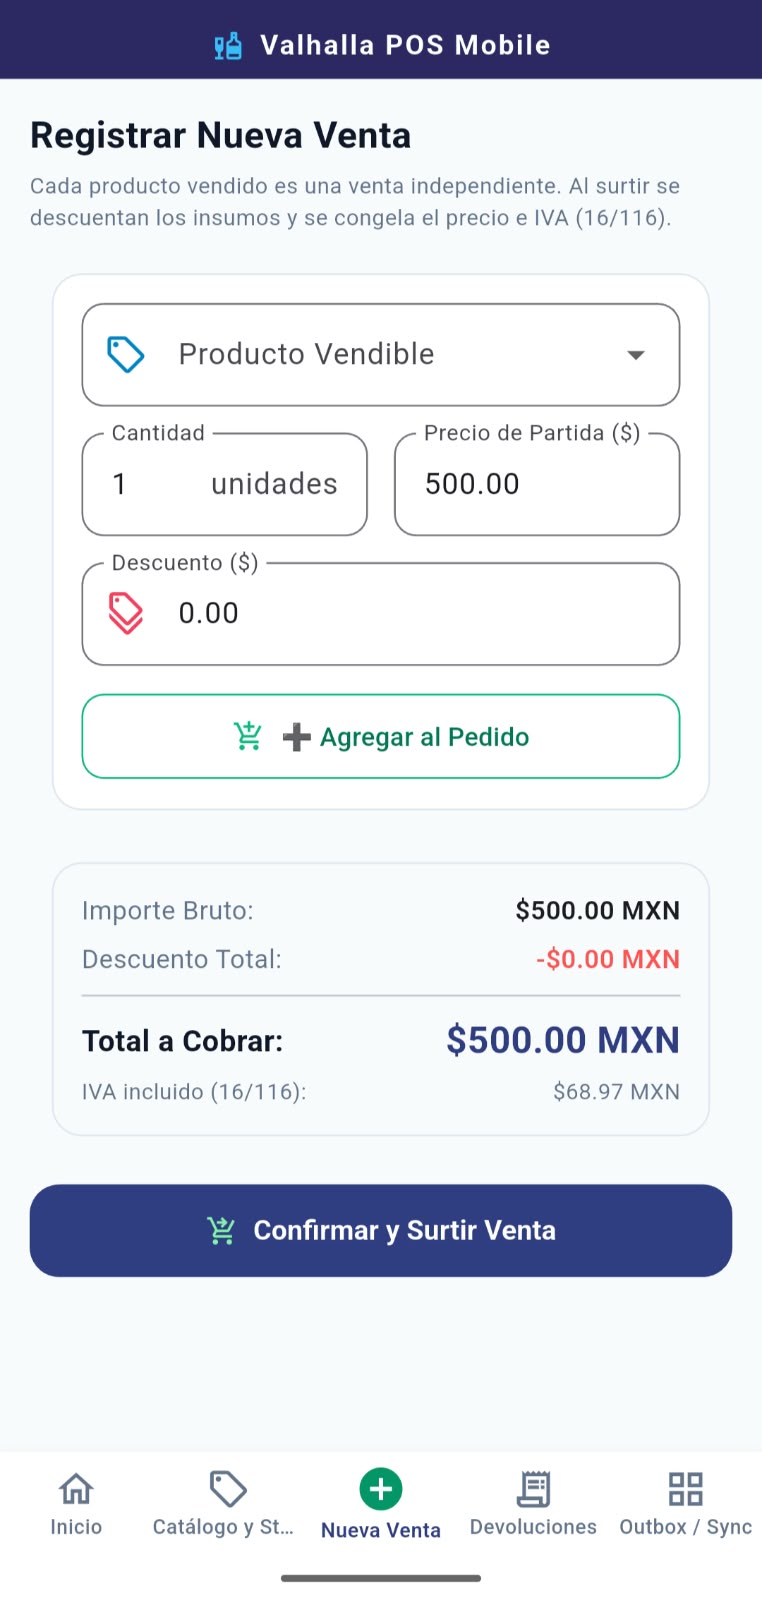 Valhalla POS Mobile
Registrar Nueva Venta
Cada producto vendido es una venta independiente. Al surtir se
descuentan los insumos y se congela el precio e IVA (16/116).
Producto Vendible
Cantidad
1 unidades
Precio de Partida ($)
500.00
Descuento ($)
0.00
➕ Agregar al Pedido
Importe Bruto: $500.00 MXN
Descuento Total: -$0.00 MXN
Total a Cobrar: $500.00 MXN
IVA incluido (16/116): $68.97 MXN
Confirmar y Surtir Venta
Inicio
Catálogo y St...
Nueva Venta
Devoluciones
Outbox / Sync